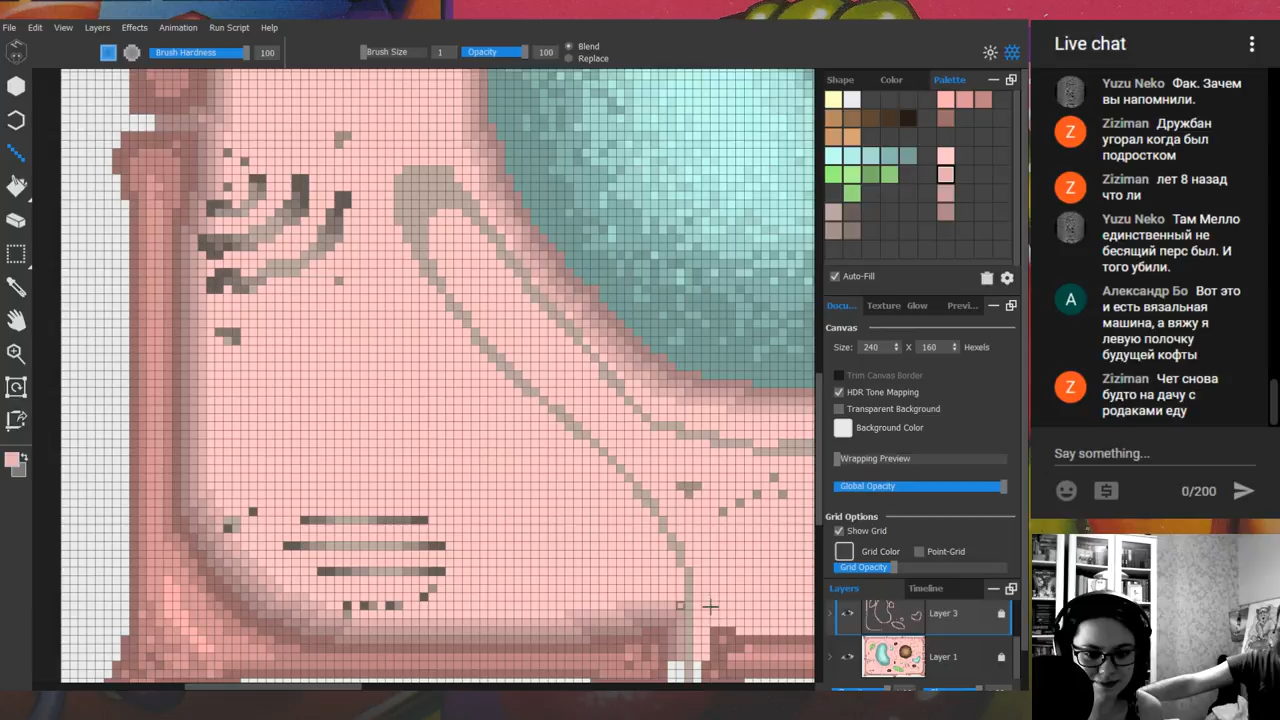 File Edit View Layers Effects Animation Run Script Help
Brush Hardness 100 Brush Size 1 Opacity 100 Blend
Replace
Shape Color Palette
Auto-Fill
Docu... Texture Glow Previ...
Canvas
Size: 240 X 160 Hexels
Trim Canvas Border
HDR Tone Mapping
Transparent Background
Background Color
Wrapping Preview
Global Opacity
Grid Options
Show Grid
Grid Color Point-Grid
Grid Opacity
Layers Timeline
Layer 3
Layer 1
Live chat
Yuzu Neko Фак. Зачем
вы напомнили.
Ziziman Дружбан
угорал когда был
подростком
Ziziman лет 8 назад
что ли
Yuzu Neko Там Мелло
единственный не
бесящий перс был. И
того убили.
Александр Бо Вот это
и есть вязальная
машина, а вяжу я
левую полочку
будущей кофты
Ziziman Чет снова
будто на дачу с
родаками еду
Say something...
0/200